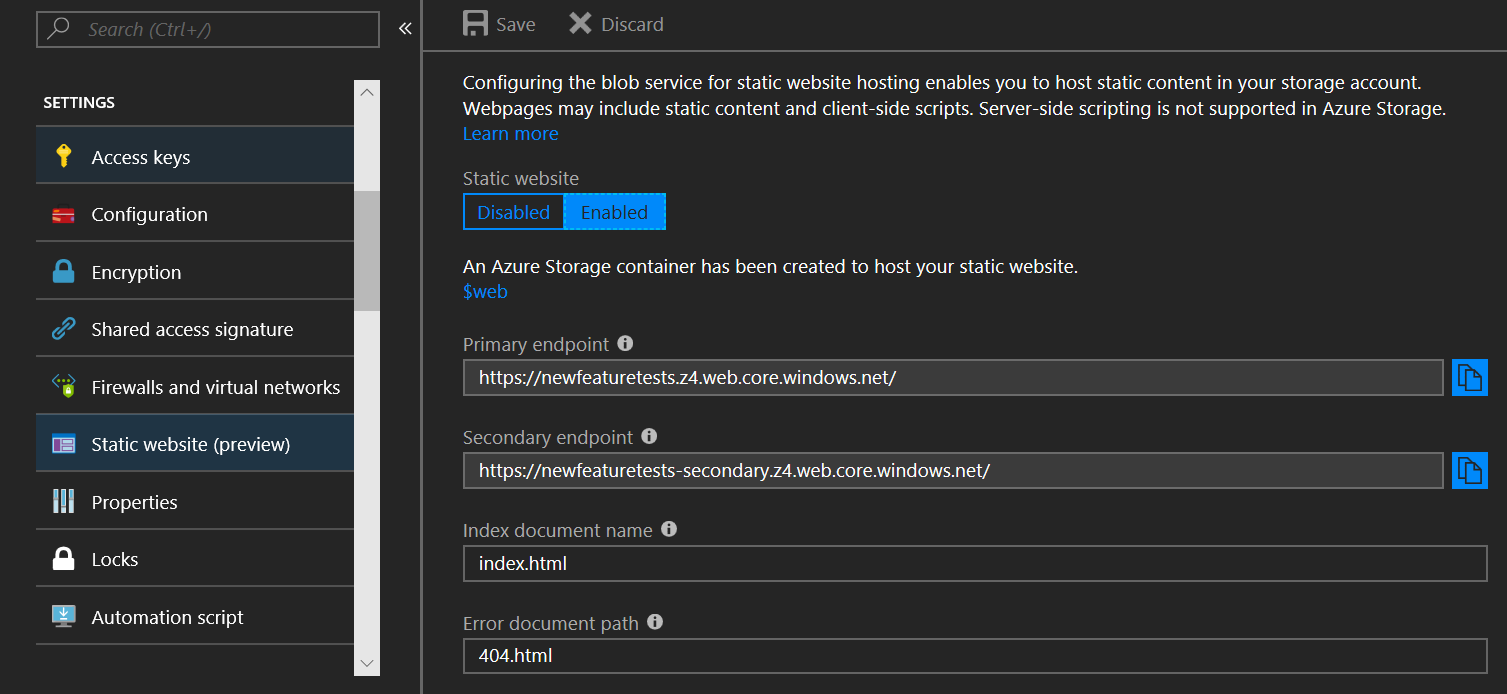 Search (Ctrl+/)
«
SETTINGS
Access keys
Configuration
Encryption
Shared access signature
Firewalls and virtual networks
Static website (preview)
Properties
Locks
Automation script
Save
Discard
Configuring the blob service for static website hosting enables you to host static content in your storage account.
Webpages may include static content and client-side scripts. Server-side scripting is not supported in Azure Storage.
Learn more
Static website
Disabled
Enabled
An Azure Storage container has been created to host your static website.
$web
Primary endpoint
https://newfeaturetests.z4.web.core.windows.net/
Secondary endpoint
https://newfeaturetests-secondary.z4.web.core.windows.net/
Index document name
index.html
Error document path
404.html